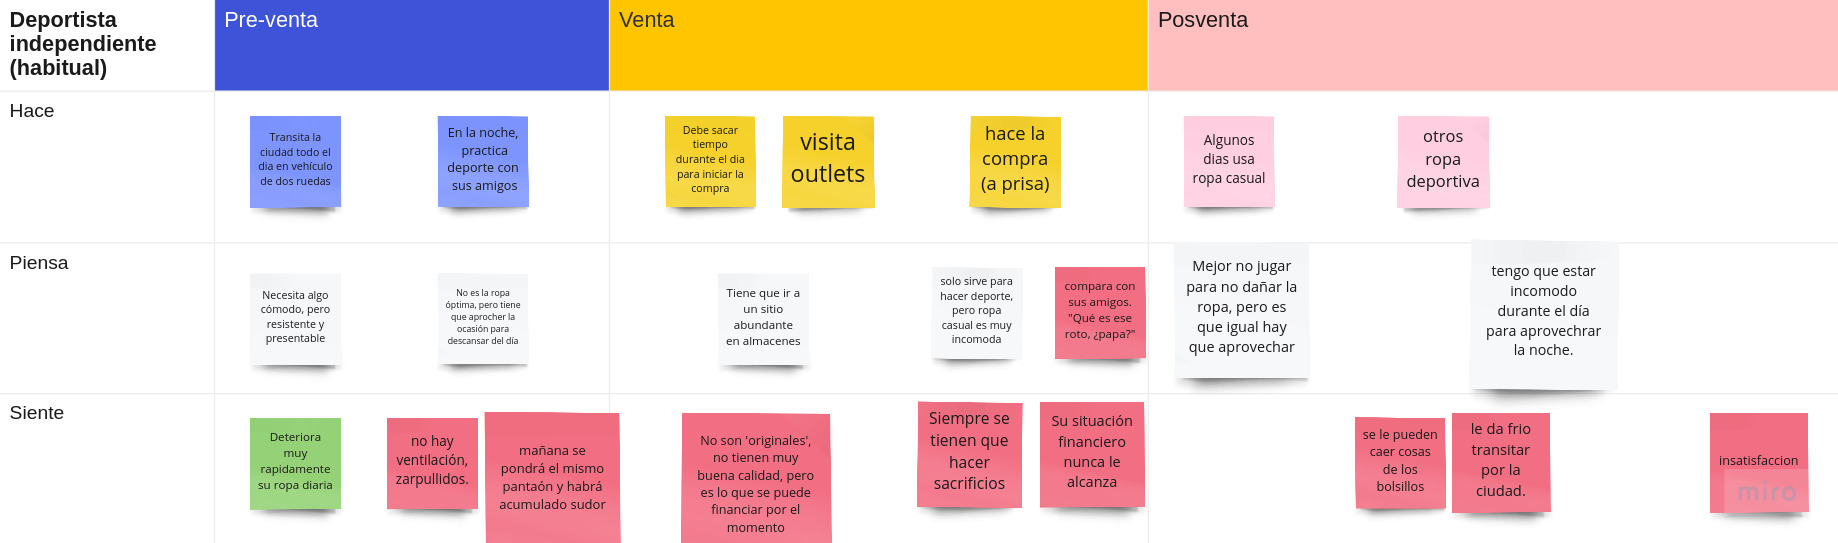 Deportista
independiente
(habitual)
Pre-venta
Venta
Posventa
Hace
Transita la
ciudad todo el
dia en vehículo
de dos ruedas
En la noche,
practica
deporte con
sus amigos
Debe sacar
tiempo
durante el dia
para iniciar la
compra
visita
outlets
hace la
compra
(a prisa)
Algunos
dias usa
ropa casual
otros
ropa
deportiva
Piensa
Necesita algo
cómodo, pero
resistente y
presentable
No es la ropa
óptima, pero tiene
que aprocher la
ocasión para
descansar del día
Tiene que ir a
un sitio
abundante
en almacenes
solo sirve para
hacer deporte,
pero ropa
casual es muy
incomoda
compara con
sus amigos.
"Qué es ese
roto, ¿papa?"
Mejor no jugar
para no dañar la
ropa, pero es
que igual hay
que aprovechar
tengo que estar
incomodo
durante el día
para aprovechrar
la noche.
Siente
Deteriora
muy
rapidamente
su ropa diaria
no hay
ventilación,
zarpullidos.
mañana se
pondrá el mismo
pantaón y habrá
acumulado sudor
No son 'originales',
no tienen muy
buena calidad, pero
es lo que se puede
financiar por el
momento
Siempre se
tienen que
hacer
sacrificios
Su situación
financiero
nunca le
alcanza
se le pueden
caer cosas
de los
bolsillos
le da frio
transitar
por la
ciudad.
insatisfaccion
miro